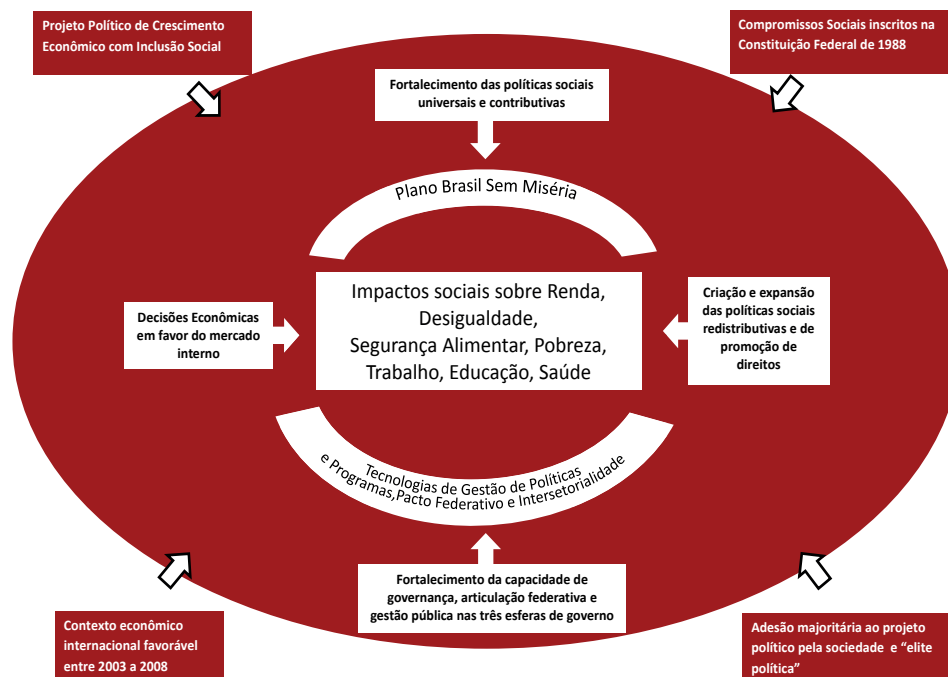 Projeto Político de Crescimento
Econômico com Inclusão Social
Compromissos Sociais inscritos na
Constituição Federal de 1988
Fortalecimento das políticas sociais
universais e contributivas
Plano Brasil Sem Miséria
Decisões Econômicas
em favor do mercado
interno
Impactos sociais sobre Renda,
Desigualdade,
Segurança Alimentar, Pobreza,
Trabalho, Educação, Saúde
Criação e expansão
das políticas sociais
redistributivas e de
promoção de
direitos
Tecnologias de Gestão de Políticas
e Programas,Pacto Federativo e Intersetorialidade
Fortalecimento da capacidade de
governança, articulação federativa e
gestão pública nas três esferas de governo
Contexto econômico
internacional favorável
entre 2003 a 2008
Adesão majoritária ao projeto
político pela sociedade e “elite
política”